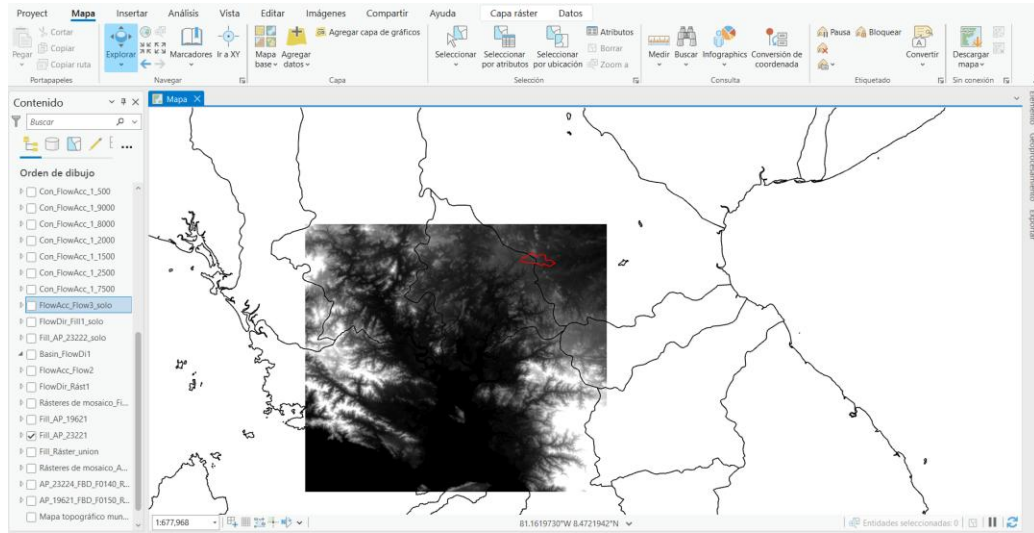 Proyect Mapa Insertar Análisis Vista Editar Imágenes Compartir Ayuda Capa ráster Datos
Pegar
Cortar
Copiar
Copiar ruta
Portapapeles
Explorar
Marcadores
Ir a XY
Navegar
Mapa base
Agregar datos
Agregar capa de gráficos
Capa
Seleccionar
Seleccionar por atributos
Seleccionar por ubicación
Atributos
Borrar
Zoom a
Selección
Medir
Buscar
Infographics
Conversión de coordenada
Consulta
Pausa
Bloquear
Convertir
Etiquetado
Descargar mapa
Sin conexión
Contenido
Buscar
Orden de dibujo
Con_FlowAcc_1_500
Con_FlowAcc_1_9000
Con_FlowAcc_1_8000
Con_FlowAcc_1_2000
Con_FlowAcc_1_1500
Con_FlowAcc_1_2500
Con_FlowAcc_1_7500
FlowAcc_Flow3_solo
FlowDir_Fill1_solo
Fill_AP_23222_solo
Basin_FlowDi1
FlowAcc_Flow2
FlowDir_Rást1
Rásteres de mosaico_Fi...
Fill_AP_19621
Fill_AP_23221
Fill_Ráster_union
Rásteres de mosaico_A...
AP_23224_FBD_F0140_R...
AP_19621_FBD_F0150_R...
Mapa topográfico mun...
Mapa
1:677,968
81.1619730°W 8.4721942°N
Entidades seleccionadas: 0
Elemento
Geoprocesamiento
Exportar